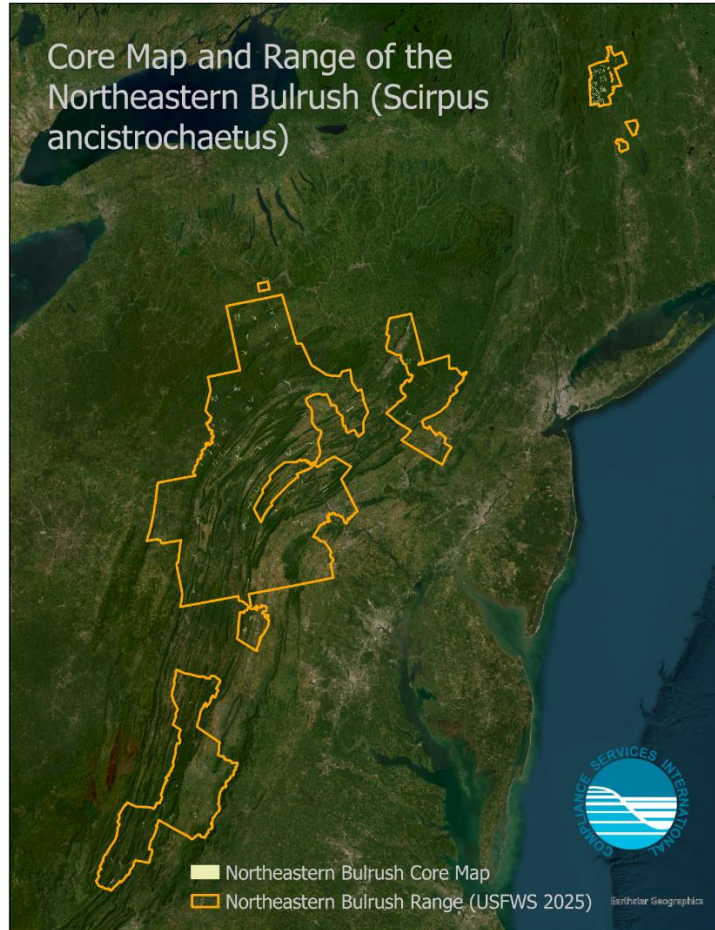 Core Map and Range of the
Northeastern Bulrush (Scirpus
ancistrochaetus)
COMPLIANCE SERVICES INTERNATIONAL
Northeastern Bulrush Core Map
Northeastern Bulrush Range (USFWS 2025)
Earthstar Geographics